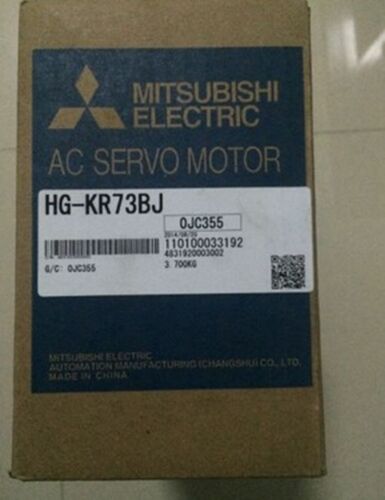 MITSUBISHI
ELECTRIC
AC SERVO MOTOR
HG-KR73BJ
0JC355
2014/08/20
110100033192
4831920003002
G/C: 0JC355
3.700KG
MITSUBISHI ELECTRIC
AUTOMATION MANUFACTURING (CHANGSHU) CO., LTD.
MADE IN CHINA